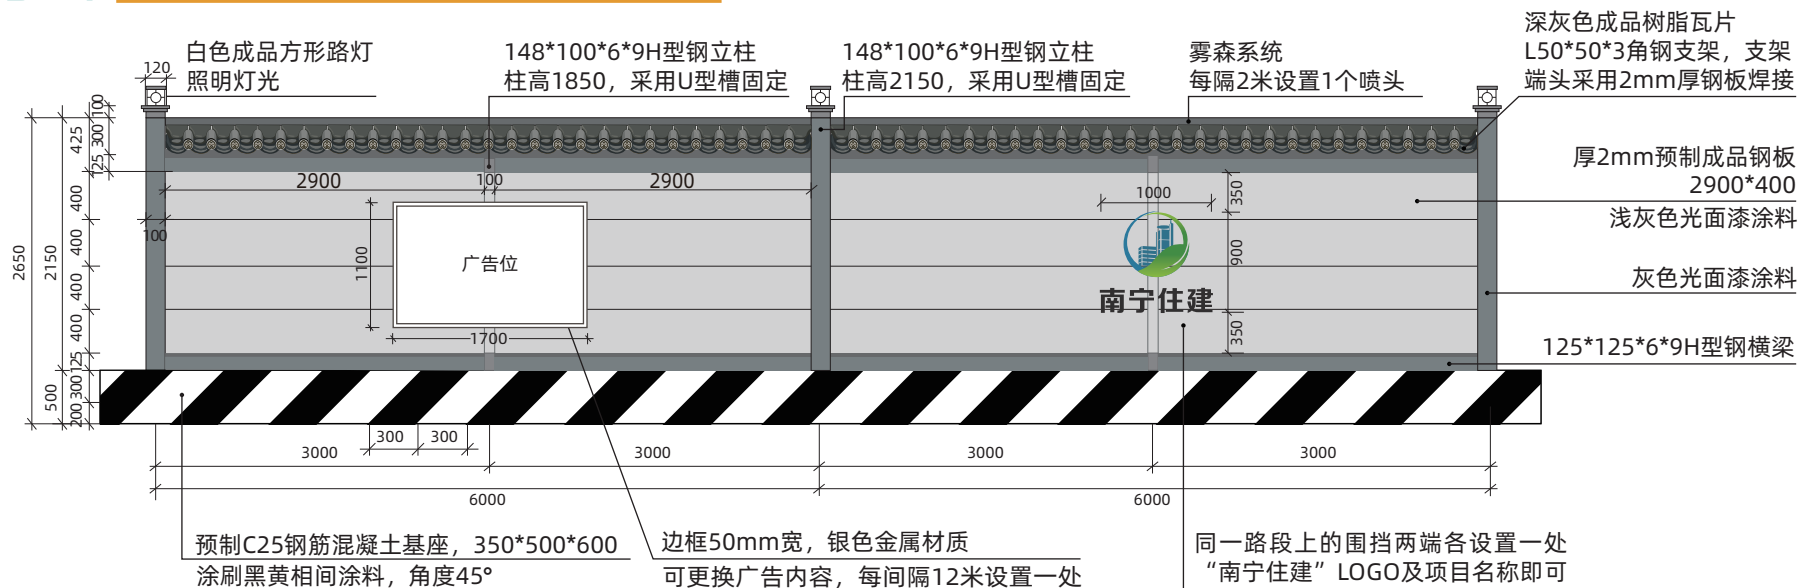 白色成品方形路灯
照明灯光
148*100*6*9H型钢立柱
柱高1850，采用U型槽固定
148*100*6*9H型钢立柱
柱高2150，采用U型槽固定
雾森系统
每隔2米设置1个喷头
深灰色成品树脂瓦片
L50*50*3角钢支架，支架
端头采用2mm厚钢板焊接
厚2mm预制成品钢板
2900*400
浅灰色光面漆涂料
灰色光面漆涂料
125*125*6*9H型钢横梁
120
100
300
425
125
400
400
400
400
125
300
200
2650
2150
500
100
2900
100
2900
1100
广告位
1700
1000
350
900
350
南宁住建
300
300
3000
3000
3000
3000
6000
6000
预制C25钢筋混凝土基座，350*500*600
涂刷黑黄相间涂料，角度45°
边框50mm宽，银色金属材质
可更换广告内容，每间隔12米设置一处
同一路段上的围挡两端各设置一处
“南宁住建”LOGO及项目名称即可